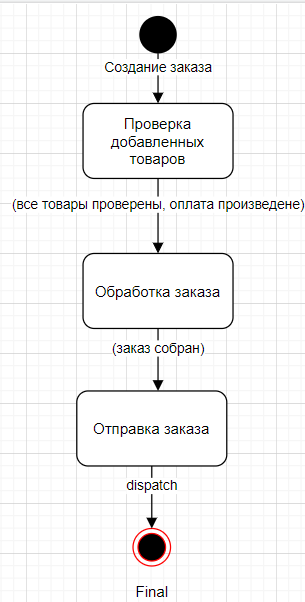 Создание заказа
Проверка
добавленных
товаров
(все товары проверены, оплата произведене)
Обработка заказа
(заказ собран)
Отправка заказа
dispatch
Final